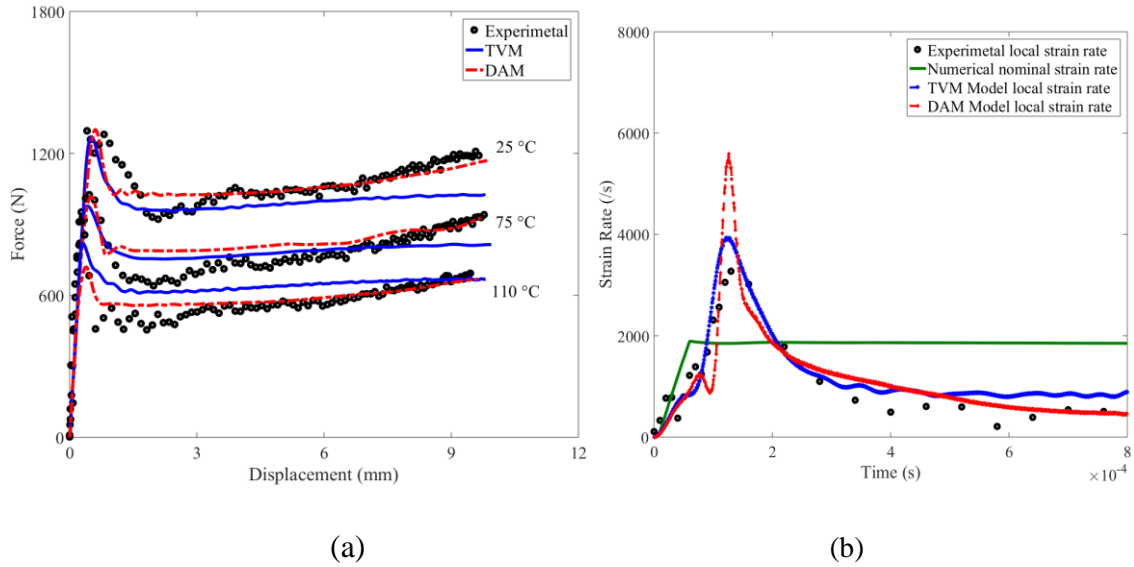 1800
1200
600
0
0
3
6
9
12
Force (N)
Displacement (mm)
Experimetal
TVM
DAM
25 °C
75 °C
110 °C
(a)
8000
6000
4000
2000
0
0
2
4
6
8
×10⁻⁴
Strain Rate (/s)
Time (s)
Experimetal local strain rate
Numerical nominal strain rate
TVM Model local strain rate
DAM Model local strain rate
(b)